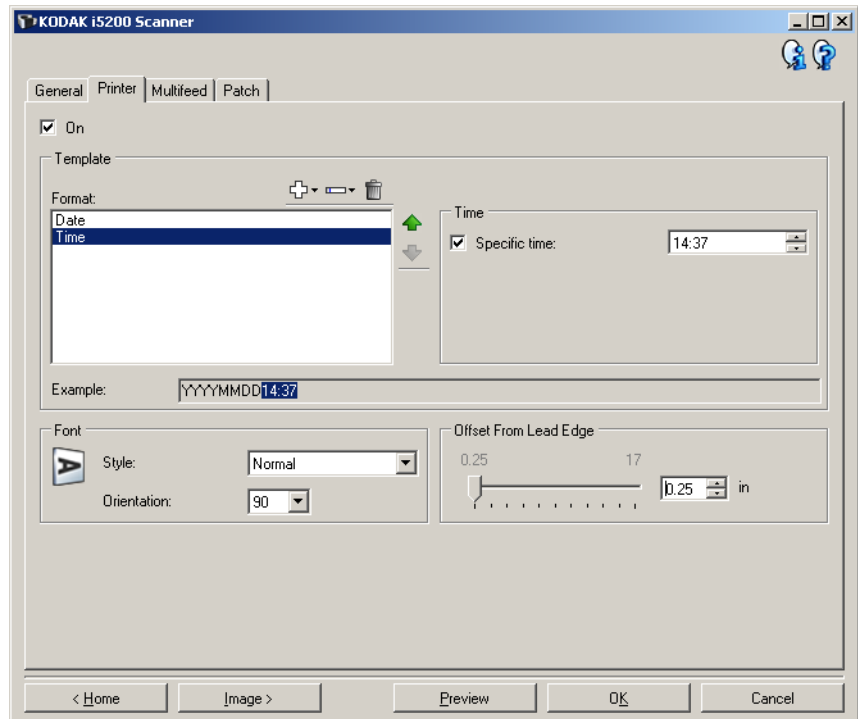 KODAK i5200 Scanner
General Printer Multifeed Patch
On
Template
Format:
Date
Time
Time
Specific time: 14:37
Example: YYYYMMDD14:37
Font
Style: Normal
Orientation: 90
Offset From Lead Edge
0.25 17
0.25 in
< Home Image > Preview OK Cancel